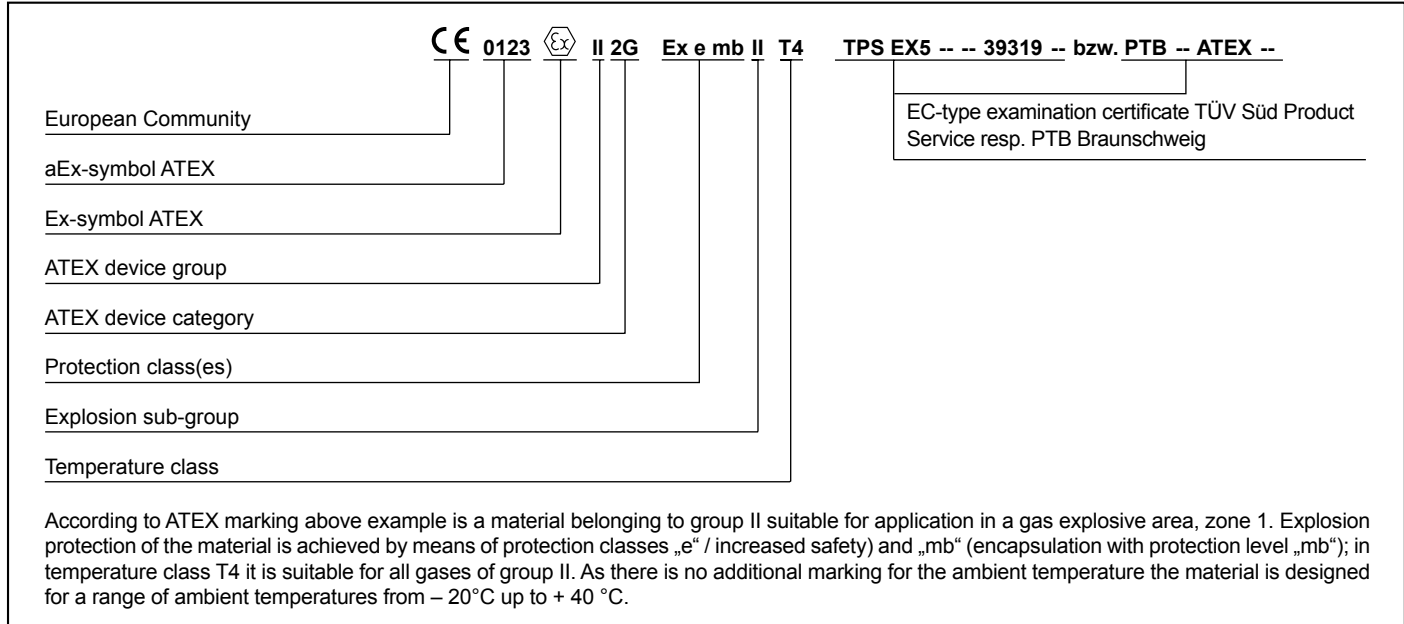 CE 0123 Ex II 2G Ex e mb II T4 TPS EX5 -- -- 39319 -- bzw. PTB -- ATEX --
EC-type examination certificate TÜV Süd Product
Service resp. PTB Braunschweig
European Community
aEx-symbol ATEX
Ex-symbol ATEX
ATEX device group
ATEX device category
Protection class(es)
Explosion sub-group
Temperature class
According to ATEX marking above example is a material belonging to group II suitable for application in a gas explosive area, zone 1. Explosion
protection of the material is achieved by means of protection classes „e“ / increased safety) and „mb“ (encapsulation with protection level „mb“); in
temperature class T4 it is suitable for all gases of group II. As there is no additional marking for the ambient temperature the material is designed
for a range of ambient temperatures from – 20°C up to + 40 °C.